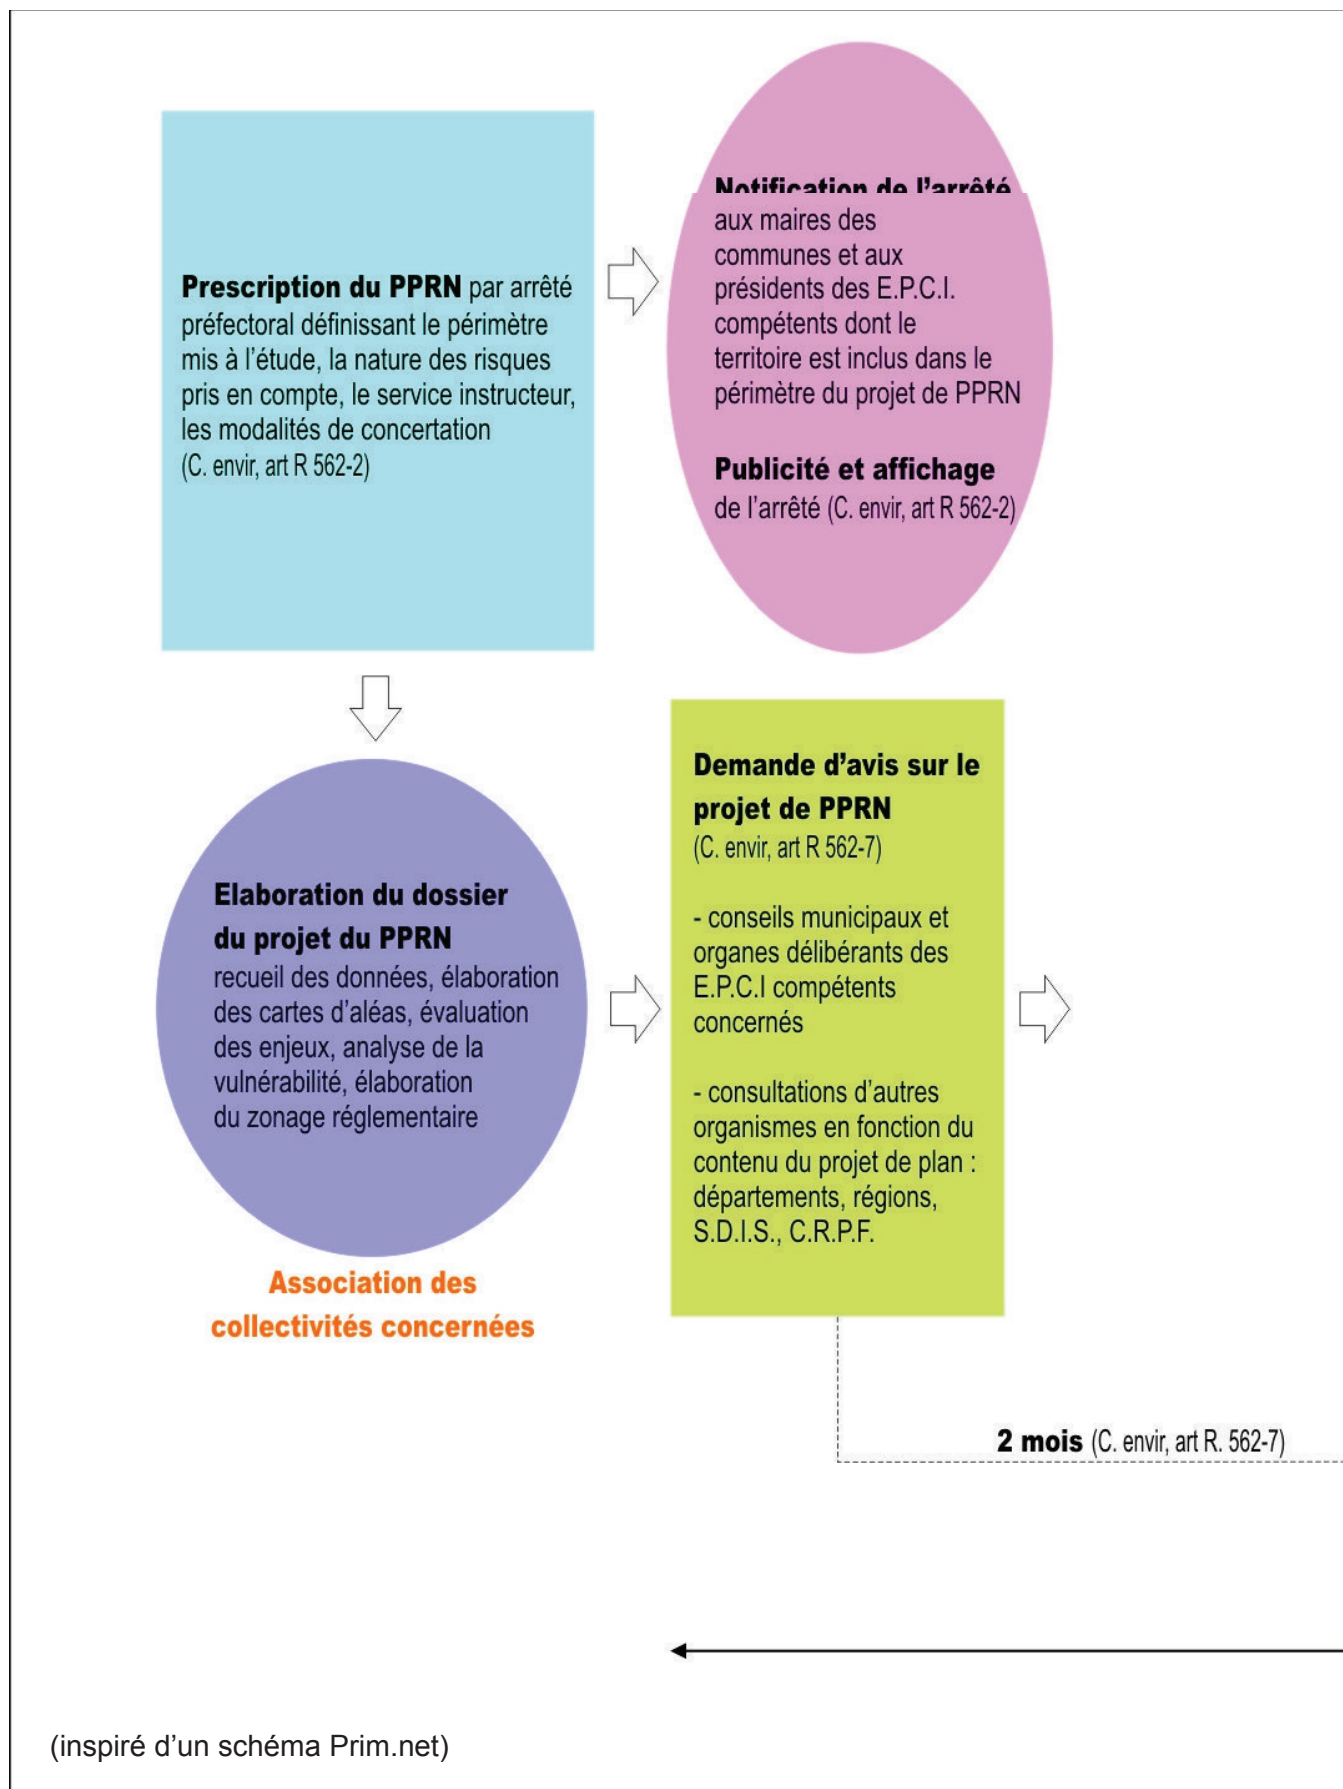 Prescription du PPRN par arrêté
préfectoral définissant le périmètre
mis à l'étude, la nature des risques
pris en compte, le service instructeur,
les modalités de concertation
(C. envir, art R 562-2)
Notification de l'arrêté
aux maires des
communes et aux
présidents des E.P.C.I.
compétents dont le
territoire est inclus dans le
périmètre du projet de PPRN
Publicité et affichage
de l'arrêté (C. envir, art R 562-2)
Elaboration du dossier
du projet du PPRN
recueil des données, élaboration
des cartes d'aléas, évaluation
des enjeux, analyse de la
vulnérabilité, élaboration
du zonage réglementaire
Association des
collectivités concernées
Demande d'avis sur le
projet de PPRN
(C. envir, art R 562-7)
- conseils municipaux et
organes délibérants des
E.P.C.I compétents
concernés
- consultations d'autres
organismes en fonction du
contenu du projet de plan :
départements, régions,
S.D.I.S., C.R.P.F.
2 mois (C. envir, art R. 562-7)
(inspiré d'un schéma Prim.net)